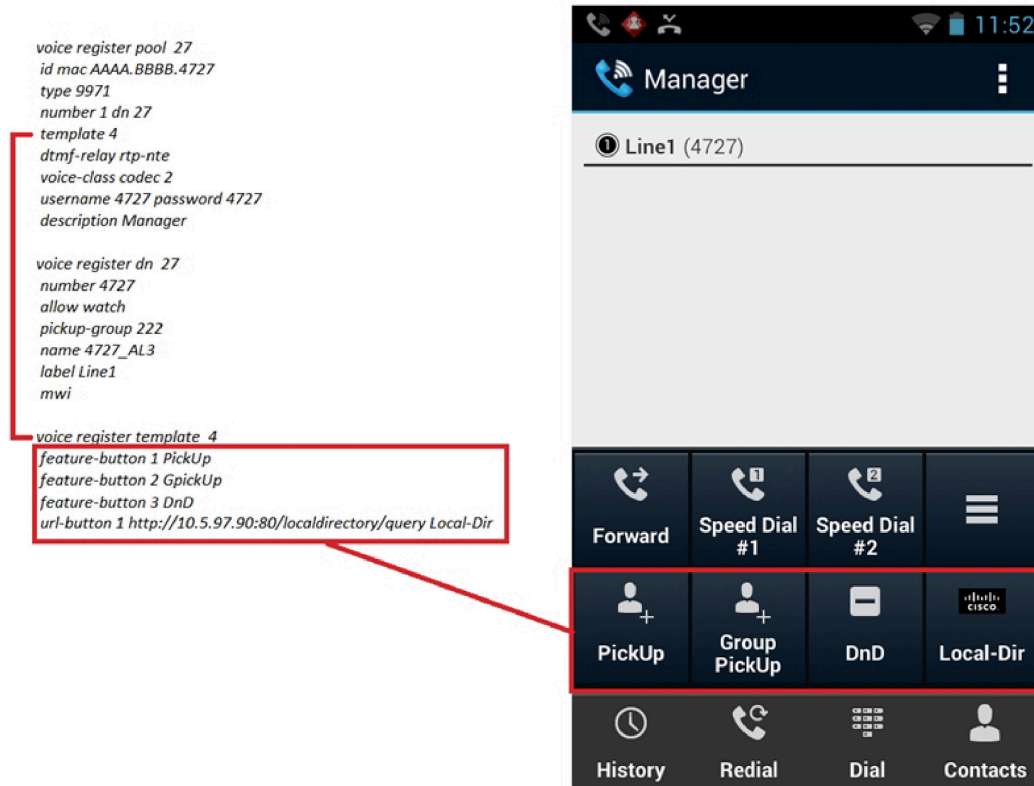 voice register pool 27
id mac AAAA.BBBB.4727
type 9971
number 1 dn 27
template 4
dtmf-relay rtp-nte
voice-class codec 2
username 4727 password 4727
description Manager
voice register dn 27
number 4727
allow watch
pickup-group 222
name 4727_AL3
label Line1
mwi
voice register template 4
feature-button 1 PickUp
feature-button 2 GpickUp
feature-button 3 DnD
url-button 1 http://10.5.97.90:80/localdirectory/query Local-Dir
11:52
Manager
1 Line1 (4727)
Forward
1
Speed Dial
#1
2
Speed Dial
#2
PickUp
Group
PickUp
DnD
CISCO
Local-Dir
History
Redial
Dial
Contacts